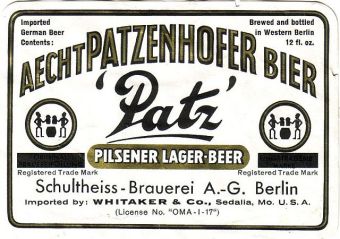 Imported
German Beer
Contents:
Brewed and bottled
in Western Berlin
12 fl. oz.
AECHT PATZENHOFER BIER
'Patz'
PILSENER LAGER-BEER
Registered Trade Mark
Registered Trade Mark
Schultheiss-Brauerei A.-G. Berlin
Imported by: WHITAKER & Co., Sedalia, Mo. U. S. A.
(License No. "OMA-I-17")